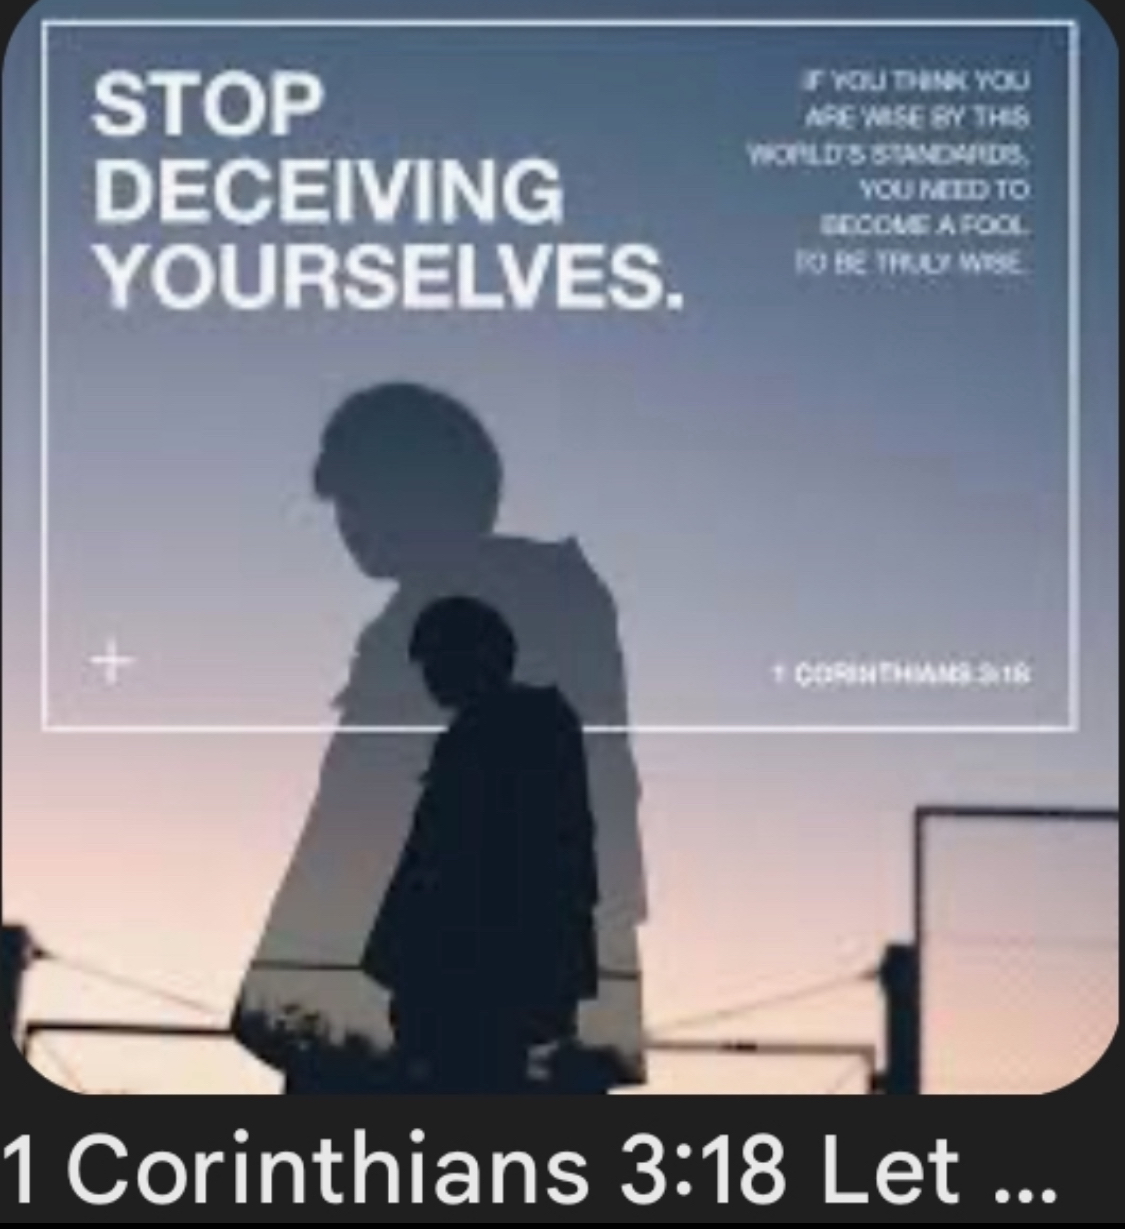 STOP
DECEIVING
YOURSELVES.
IF YOU THINK YOU
ARE WISE BY THIS
WORLD'S STANDARDS,
YOU NEED TO
BECOME A FOOL
TO BE TRULY WISE.
1 CORINTHIANS 3:18
1 Corinthians 3:18 Let ...